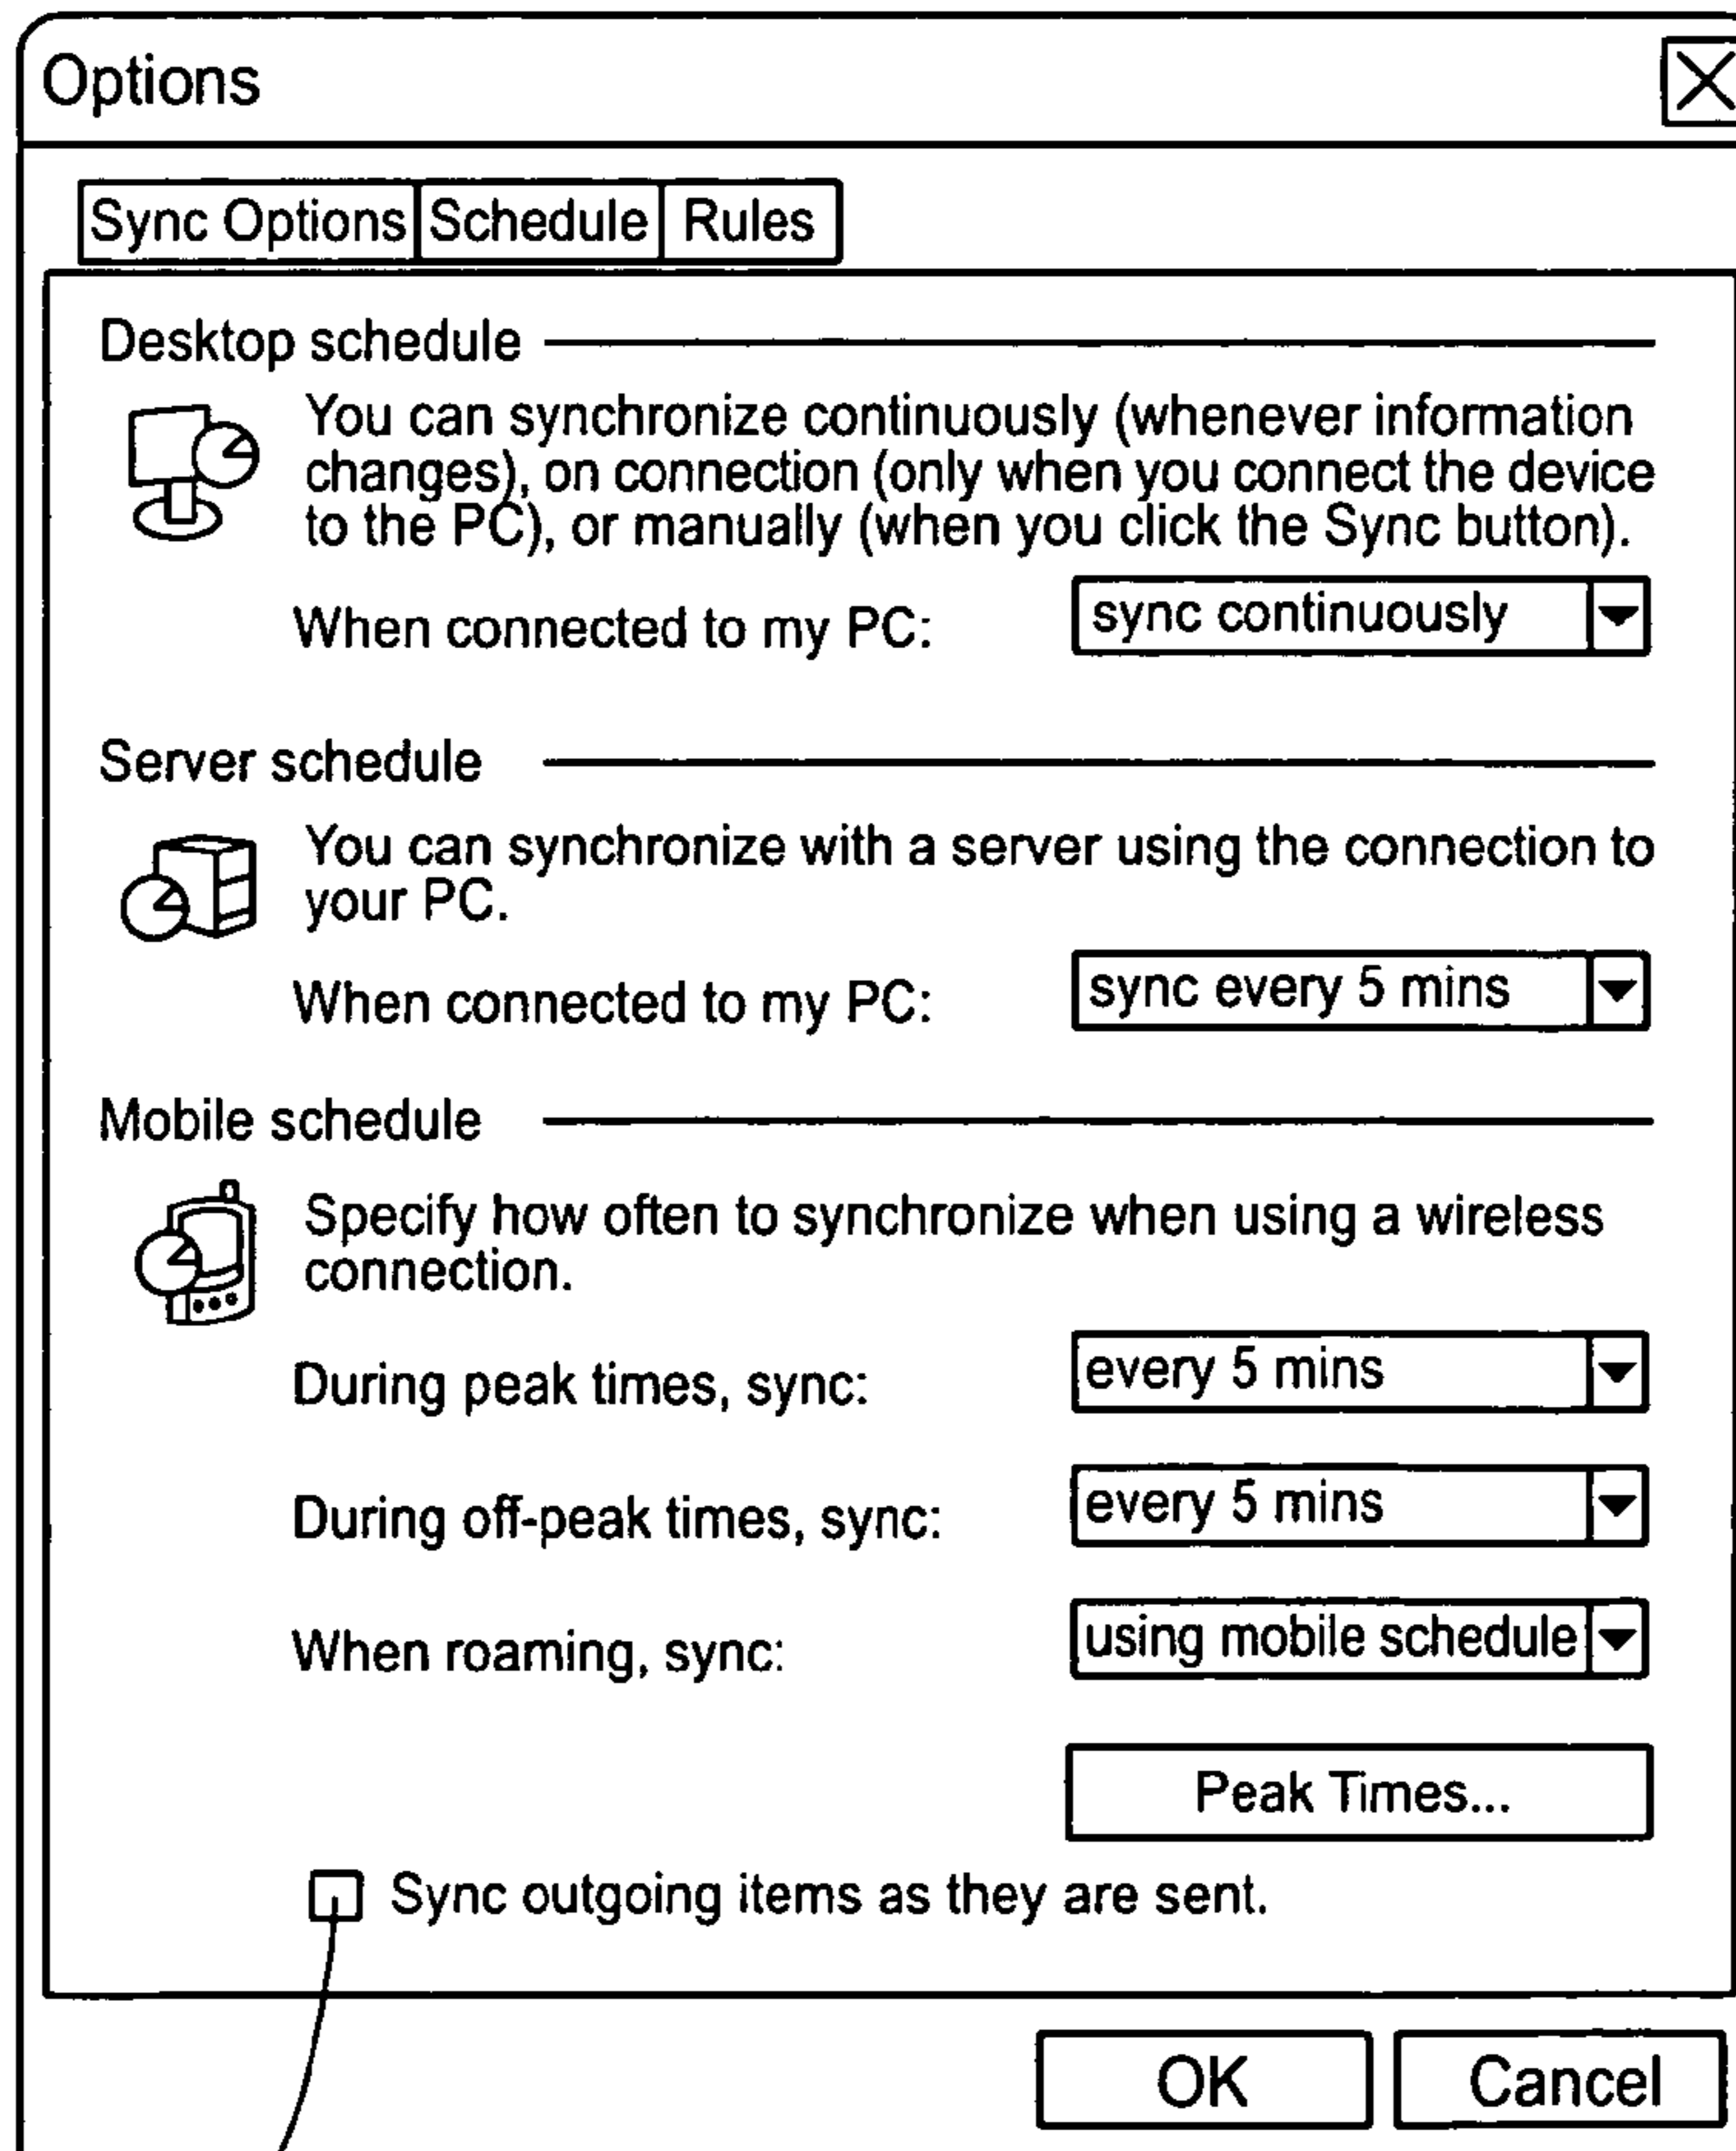 Options
Sync Options Schedule Rules
Desktop schedule
You can synchronize continuously (whenever information
changes), on connection (only when you connect the device
to the PC), or manually (when you click the Sync button).
When connected to my PC: sync continuously
Server schedule
You can synchronize with a server using the connection to
your PC.
When connected to my PC: sync every 5 mins
Mobile schedule
Specify how often to synchronize when using a wireless
connection.
During peak times, sync: every 5 mins
During off-peak times, sync: every 5 mins
When roaming, sync: using mobile schedule
Peak Times...
Sync outgoing items as they are sent.
OK Cancel